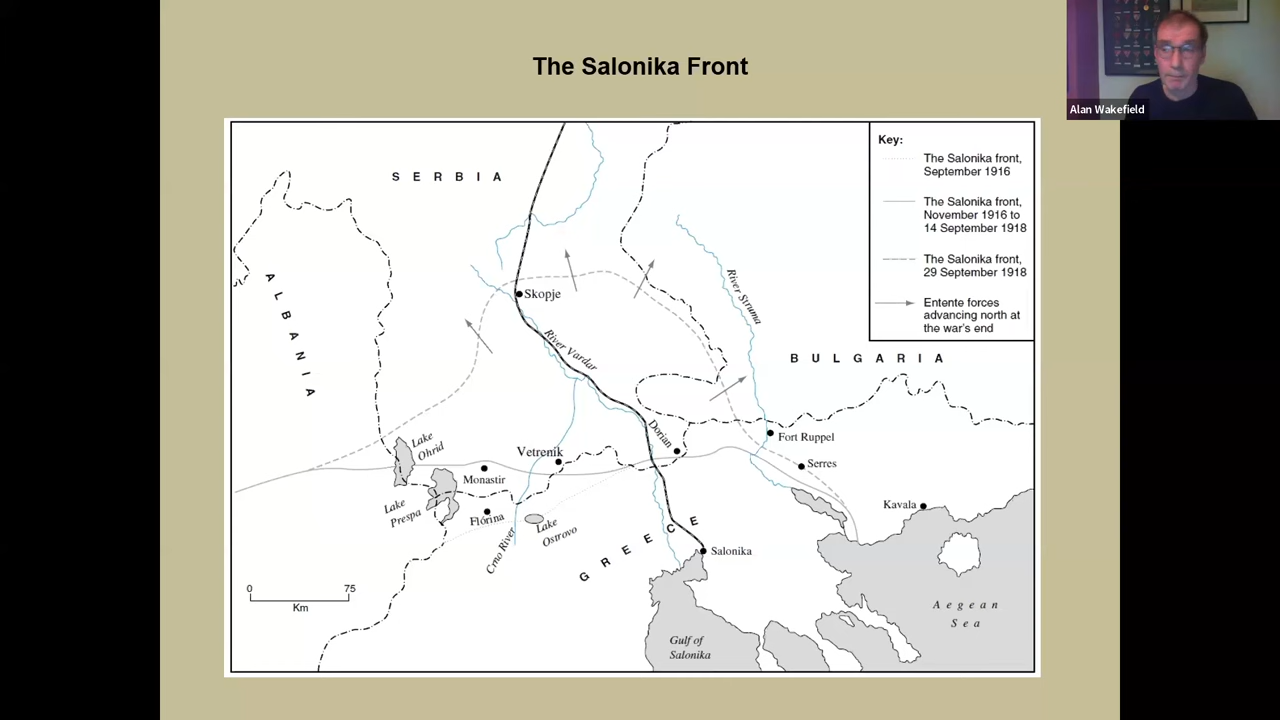 The Salonika Front
Alan Wakefield
Key:
The Salonika front,
September 1916
The Salonika front,
November 1916 to
14 September 1918
The Salonika front,
29 September 1918
Entente forces
advancing north at
the war's end
SERBIA
ALBANIA
Skopje
River Vardar
River Struma
BULGARIA
Lake
Ohrid
Vetrenik
Dorian
Fort Ruppel
Serres
Monastir
Lake
Prespa
Flórina
Crno River
Lake
Ostrovo
GREECE
Kavala
Salonika
0 75
Km
Gulf of
Salonika
Aegean
Sea